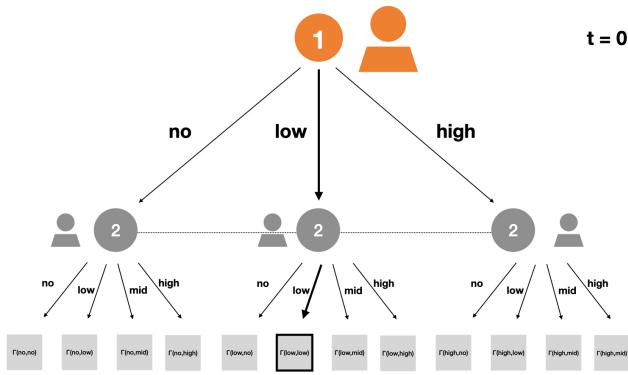 1
t = 0
no
low
high
2
2
2
no
low
mid
high
no
low
mid
high
no
low
mid
high
Γ(no,no)
Γ(no,low)
Γ(no,mid)
Γ(no,high)
Γ(low,no)
Γ(low,low)
Γ(low,mid)
Γ(low,high)
Γ(high,no)
Γ(high,low)
Γ(high,mid)
Γ(high,mid)